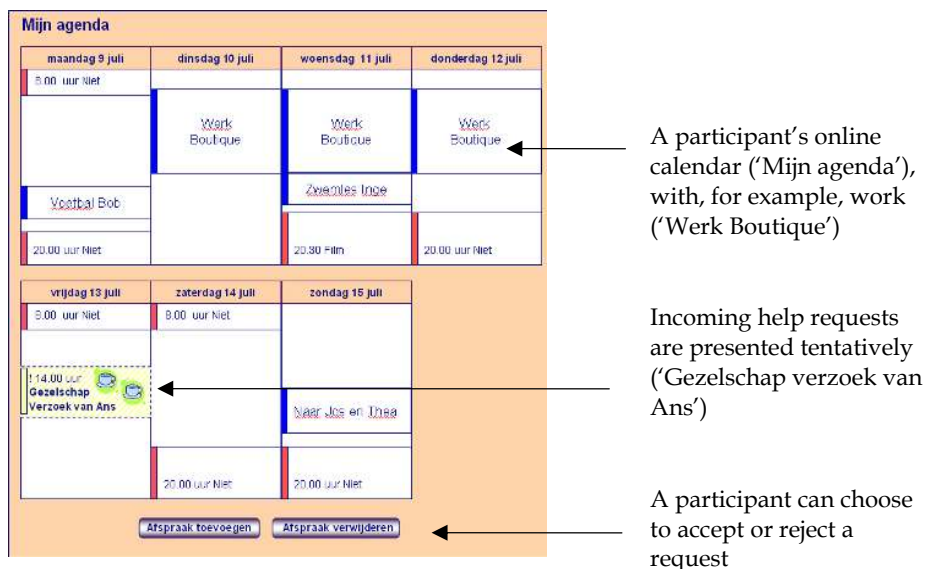 Mijn agenda
maandag 9 juli
dinsdag 10 juli
woensdag 11 juli
donderdag 12 juli
8.00 uur Niet
Werk
Boutique
Werk
Boutique
Werk
Boutique
Voetbal Bob
Zwemles Inge
20.00 uur Niet
20.30 Film
20.00 uur Niet
vrijdag 13 juli
zaterdag 14 juli
zondag 15 juli
8.00 uur Niet
8.00 uur Niet
! 14.00 uur
Gezelschap
Verzoek van Ans
Naar Jos en Thea
20.00 uur Niet
20.00 uur Niet
Afspraak toevoegen
Afspraak verwijderen
A participant’s online
calendar (‘Mijn agenda’),
with, for example, work
(‘Werk Boutique’)
Incoming help requests
are presented tentatively
(‘Gezelschap verzoek van
Ans’)
A participant can choose
to accept or reject a
request